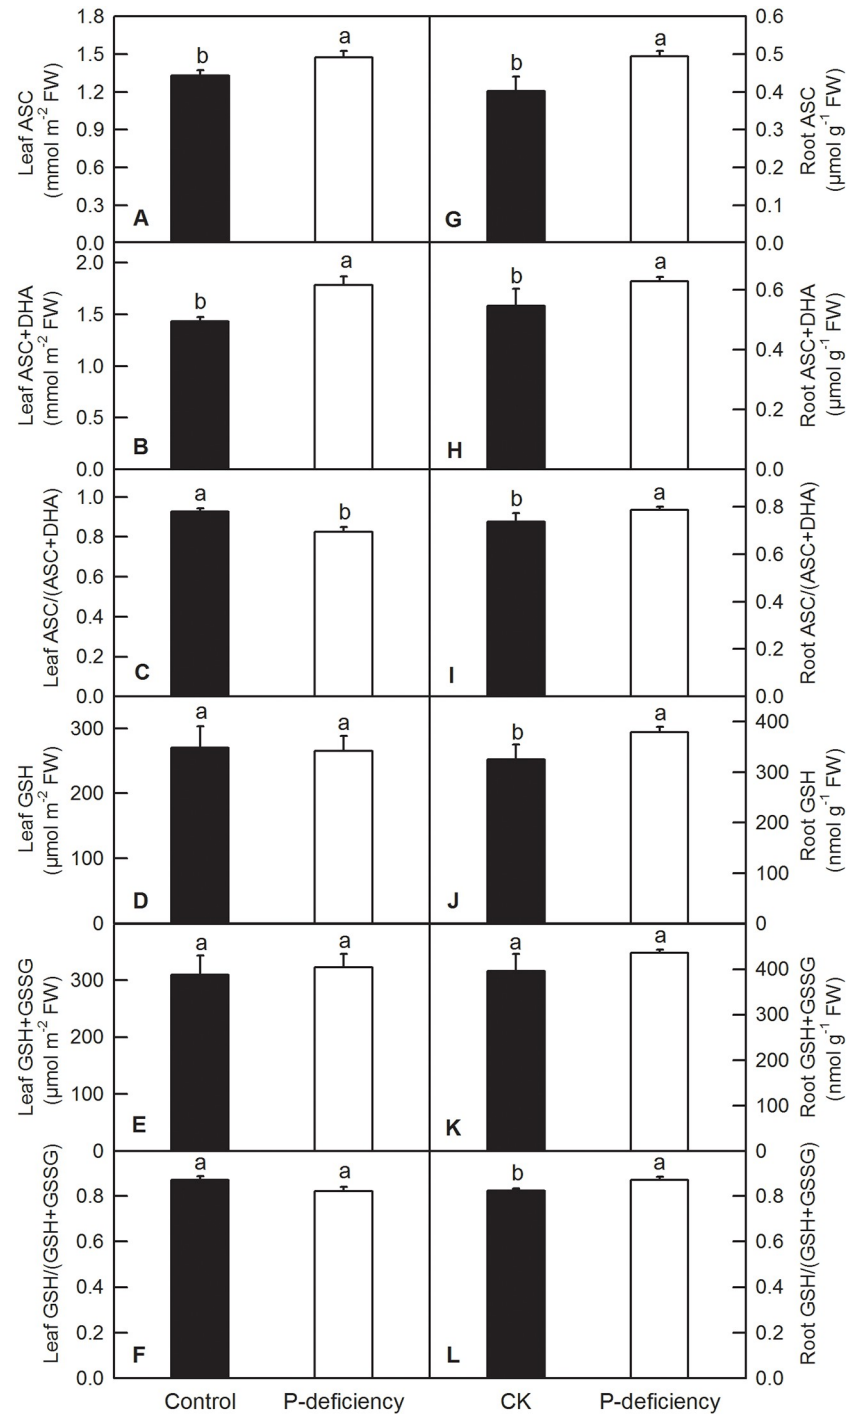 1.8
1.5
1.2
0.9
0.6
0.3
0.0
Leaf ASC
(mmol m⁻² FW)
b
a
A
b
a
G
0.6
0.5
0.4
0.3
0.2
0.1
0.0
Root ASC
(μmol g⁻¹ FW)
2.0
1.5
1.0
0.5
0.0
Leaf ASC+DHA
(mmol m⁻² FW)
b
a
B
b
a
H
0.6
0.4
0.2
0.0
Root ASC+DHA
(μmol g⁻¹ FW)
1.0
0.8
0.6
0.4
0.2
0.0
Leaf ASC/(ASC+DHA)
a
b
C
b
a
I
0.8
0.6
0.4
0.2
0.0
Root ASC/(ASC+DHA)
300
200
100
0
Leaf GSH
(μmol m⁻² FW)
a
a
D
b
a
J
400
300
200
100
0
Root GSH
(nmol g⁻¹ FW)
300
200
100
0
Leaf GSH+GSSG
(μmol m⁻² FW)
a
a
E
a
a
K
400
300
200
100
0
Root GSH+GSSG
(nmol g⁻¹ FW)
0.8
0.6
0.4
0.2
0.0
Leaf GSH/(GSH+GSSG)
a
a
F
b
a
L
0.8
0.6
0.4
0.2
0.0
Root GSH/(GSH+GSSG)
Control P-deficiency CK P-deficiency